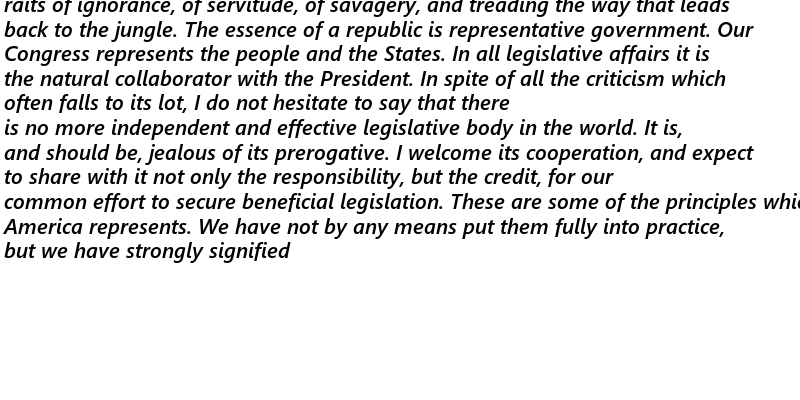 raits of ignorance, of servitude, of savagery, and treading the way that leads
back to the jungle. The essence of a republic is representative government. Our
Congress represents the people and the States. In all legislative affairs it is
the natural collaborator with the President. In spite of all the criticism which
often falls to its lot, I do not hesitate to say that there
is no more independent and effective legislative body in the world. It is,
and should be, jealous of its prerogative. I welcome its cooperation, and expect
to share with it not only the responsibility, but the credit, for our
common effort to secure beneficial legislation. These are some of the principles whic
America represents. We have not by any means put them fully into practice,
but we have strongly signified